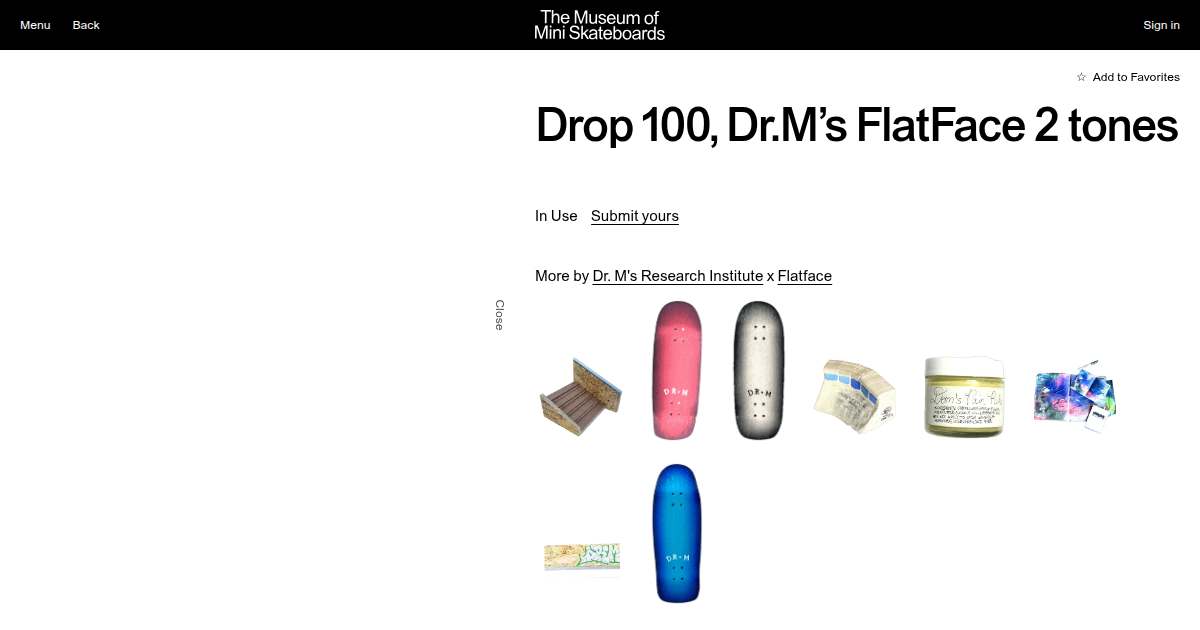 Menu Back
The Museum of
Mini Skateboards
Sign in
☆ Add to Favorites
Drop 100, Dr.M’s FlatFace 2 tones
In Use Submit yours
More by Dr. M's Research Institute x Flatface
Close
DR•M
DR•M
DR•M